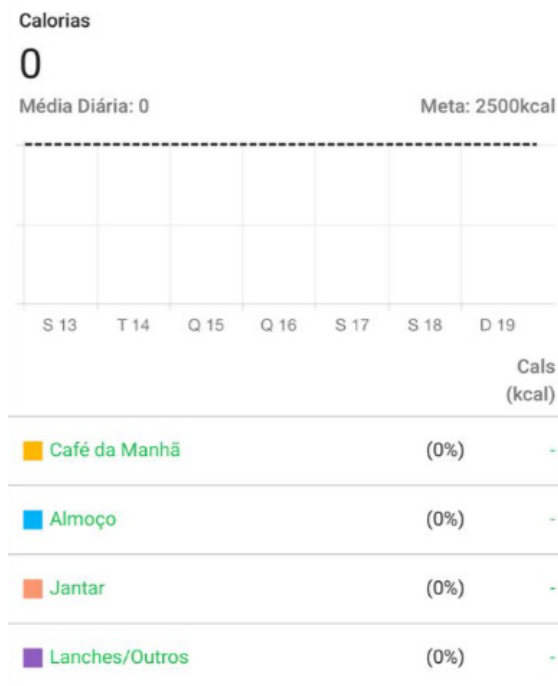 Calorias
0
Média Diária: 0 Meta: 2500kcal
S 13 T 14 Q 15 Q 16 S 17 S 18 D 19
Cals
(kcal)
Café da Manhã (0%) -
Almoço (0%) -
Jantar (0%) -
Lanches/Outros (0%) -